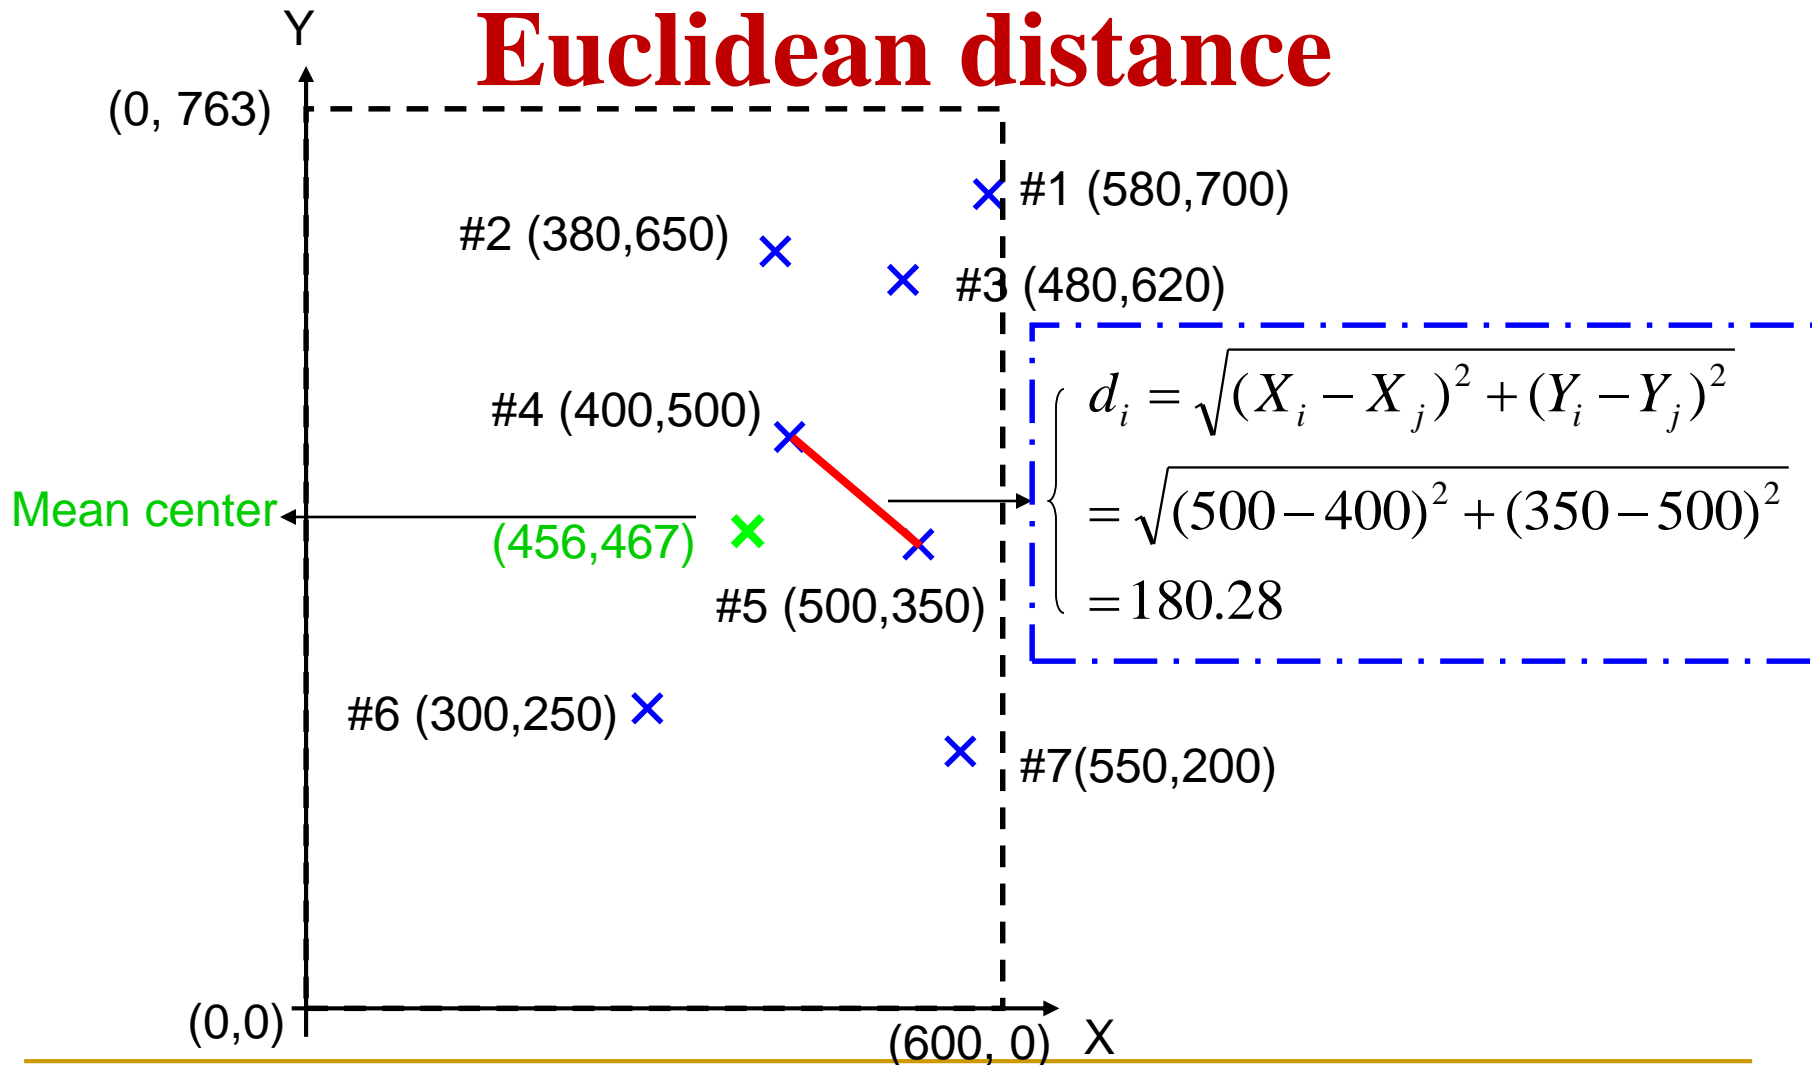 Euclidean distance
Y
(0, 763)
#1 (580,700)
#2 (380,650)
#3 (480,620)
#4 (400,500)
Mean center
(456,467)
#5 (500,350)
d_i = √((X_i − X_j)² + (Y_i − Y_j)²)
= √((500 − 400)² + (350 − 500)²)
= 180.28
#6 (300,250)
#7(550,200)
(0,0)
(600, 0)
X